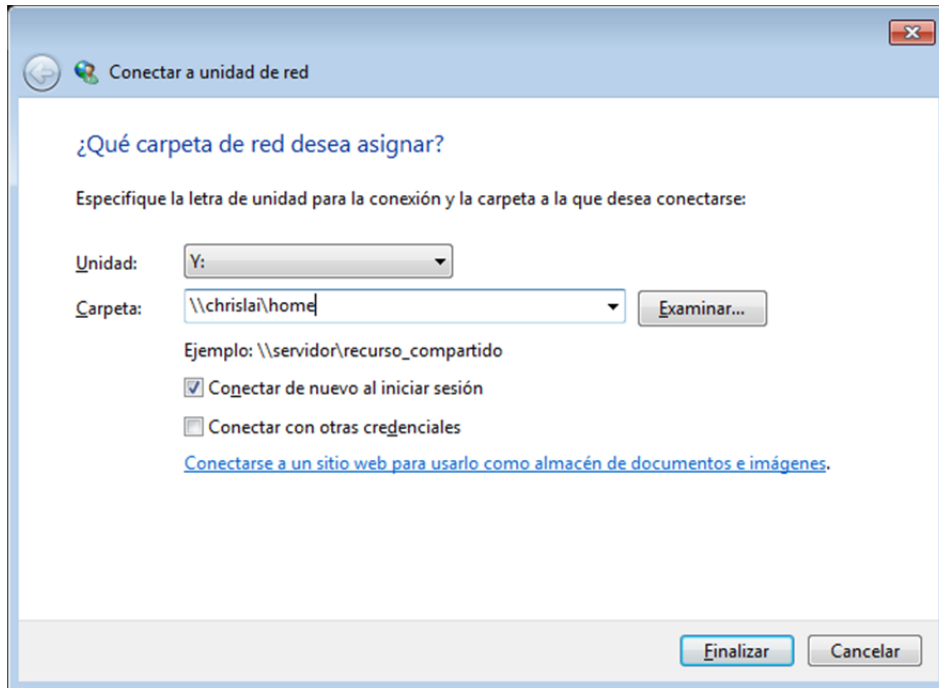 Conectar a unidad de red
¿Qué carpeta de red desea asignar?
Especifique la letra de unidad para la conexión y la carpeta a la que desea conectarse:
Unidad: Y:
Carpeta: \\chrislai\home Examinar...
Ejemplo: \\servidor\recurso_compartido
Conectar de nuevo al iniciar sesión
Conectar con otras credenciales
Conectarse a un sitio web para usarlo como almacén de documentos e imágenes.
Finalizar Cancelar